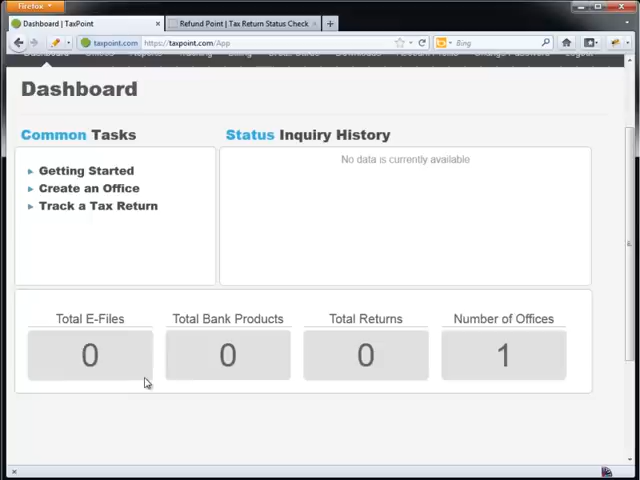 Firefox
Dashboard | TaxPoint
Refund Point | Tax Return Status Check
taxpoint.com
https://taxpoint.com/App
Bing
Dashboard
Common Tasks
Status Inquiry History
No data is currently available
Getting Started
Create an Office
Track a Tax Return
Total E-Files
Total Bank Products
Total Returns
Number of Offices
0
0
0
1